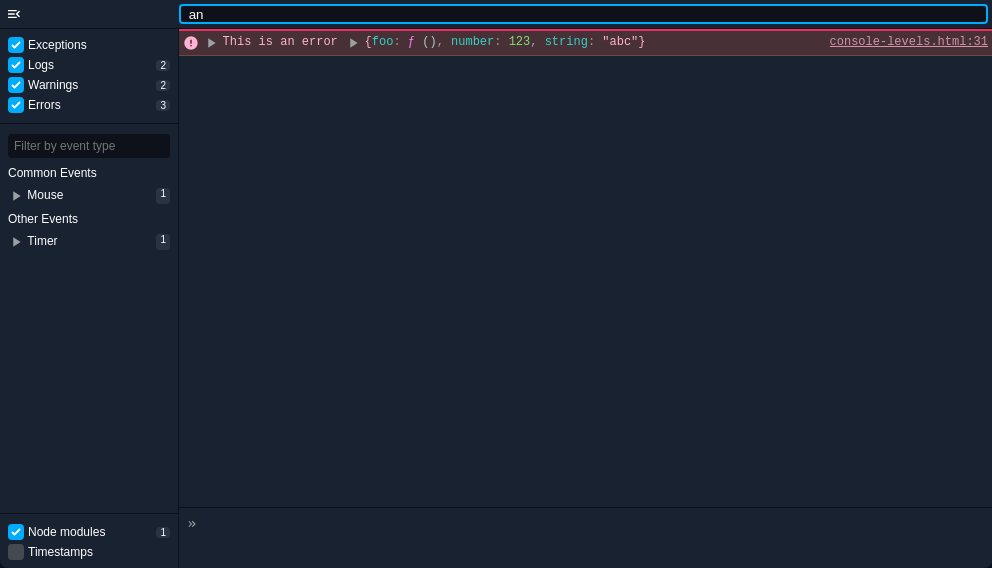 an
Exceptions
Logs 2
Warnings 2
Errors 3
Filter by event type
Common Events
Mouse 1
Other Events
Timer 1
Node modules 1
Timestamps
This is an error {foo: ƒ (), number: 123, string: "abc"} console-levels.html:31
»